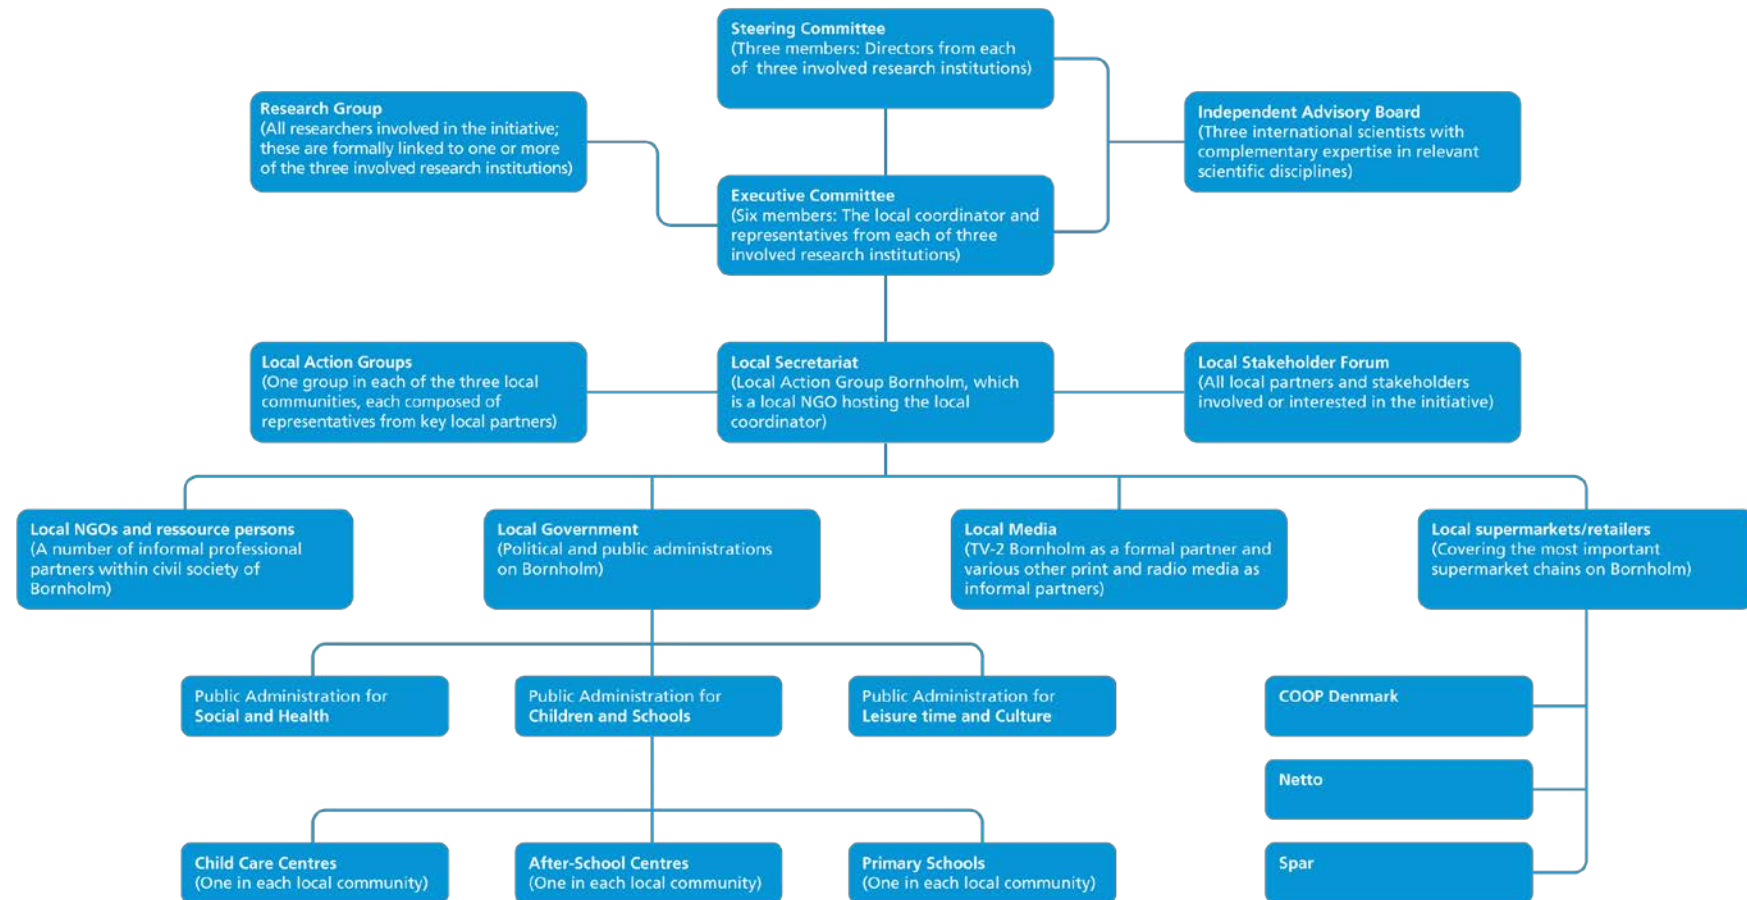 Steering Committee
(Three members: Directors from each
of three involved research institutions)
Research Group
(All researchers involved in the initiative;
these are formally linked to one or more
of the three involved research institutions)
Independent Advisory Board
(Three international scientists with
complementary expertise in relevant
scientific disciplines)
Executive Committee
(Six members: The local coordinator and
representatives from each of three
involved research institutions)
Local Action Groups
(One group in each of the three local
communities, each composed of
representatives from key local partners)
Local Secretariat
(Local Action Group Bornholm, which
is a local NGO hosting the local
coordinator)
Local Stakeholder Forum
(All local partners and stakeholders
involved or interested in the initiative)
Local NGOs and ressource persons
(A number of informal professional
partners within civil society of
Bornholm)
Local Government
(Political and public administrations
on Bornholm)
Local Media
(TV-2 Bornholm as a formal partner and
various other print and radio media as
informal partners)
Local supermarkets/retailers
(Covering the most important
supermarket chains on Bornholm)
Public Administration for
Social and Health
Public Administration for
Children and Schools
Public Administration for
Leisure time and Culture
COOP Denmark
Netto
Child Care Centres
(One in each local community)
After-School Centres
(One in each local community)
Primary Schools
(One in each local community)
Spar